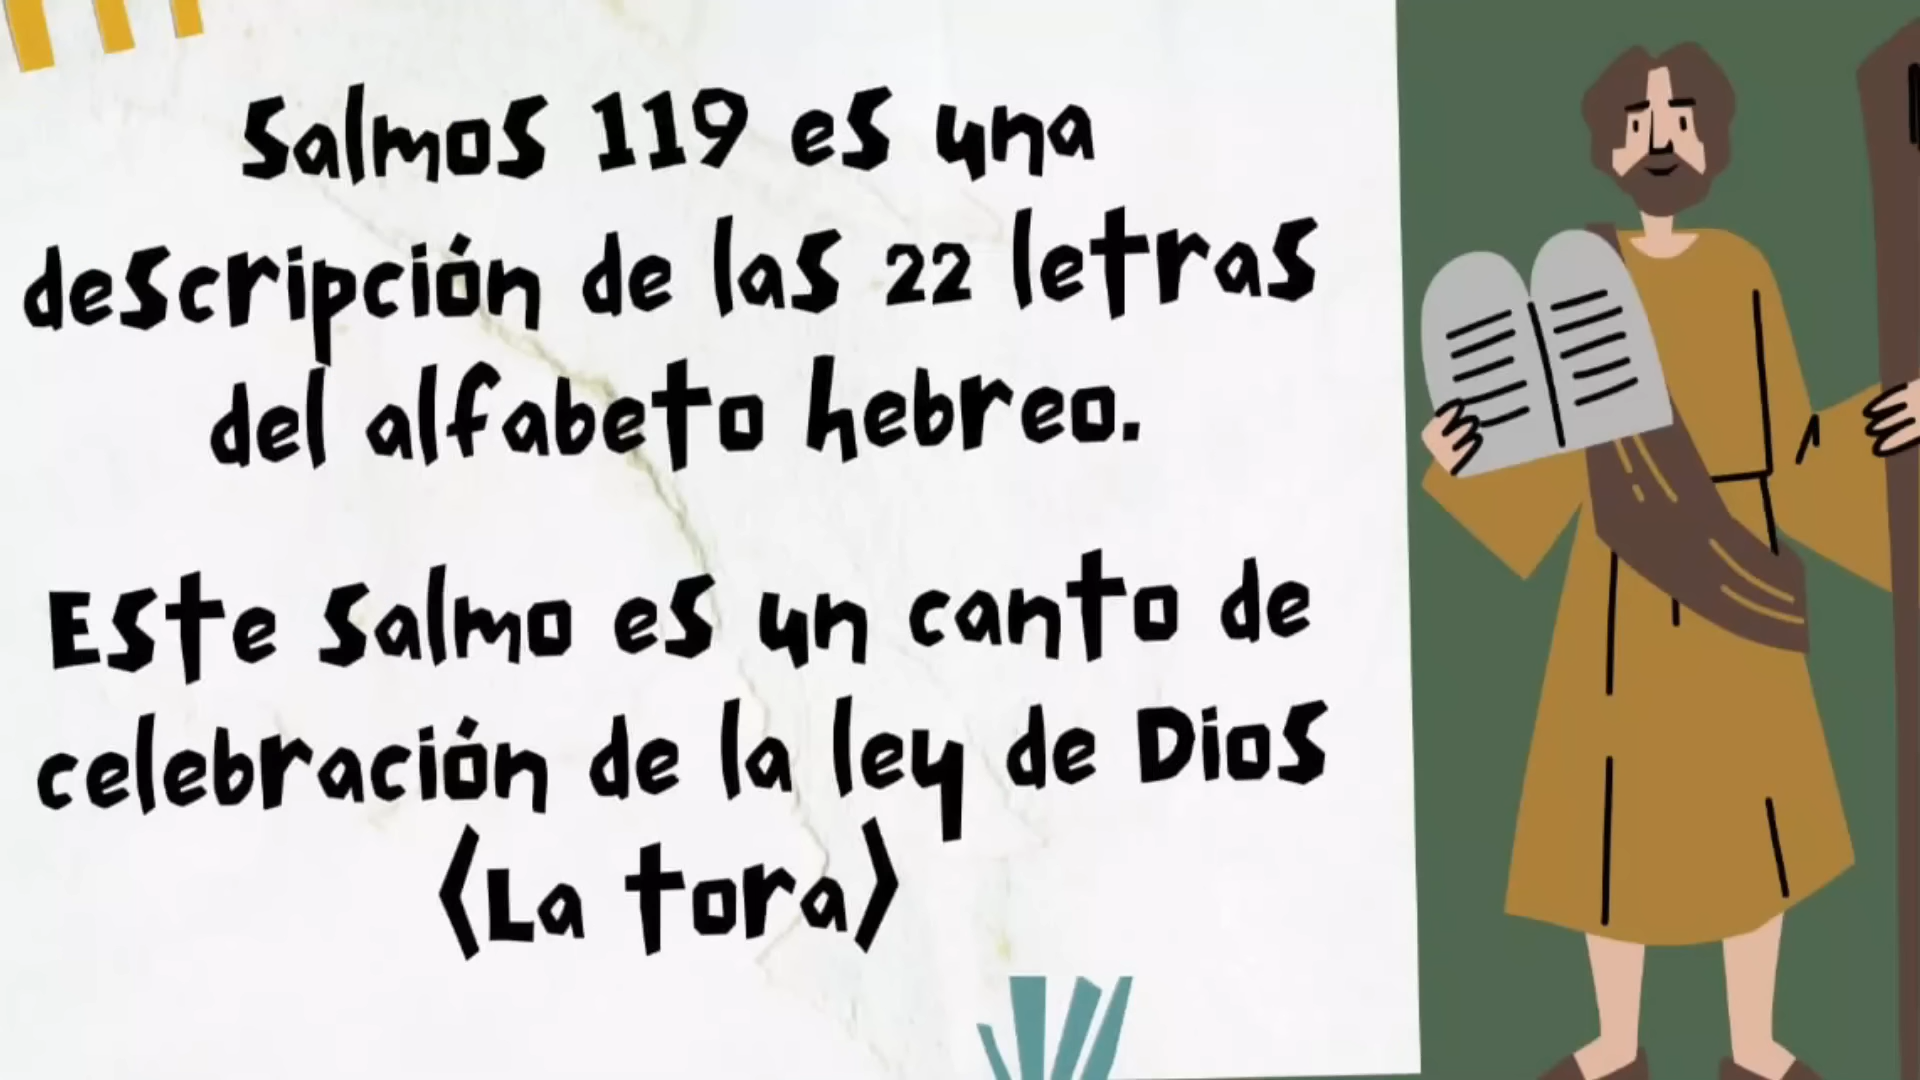 Salmos 119 es una
descripción de las 22 letras
del alfabeto hebreo.
Este Salmo es un canto de
celebración de la ley de Dios
(La tora)